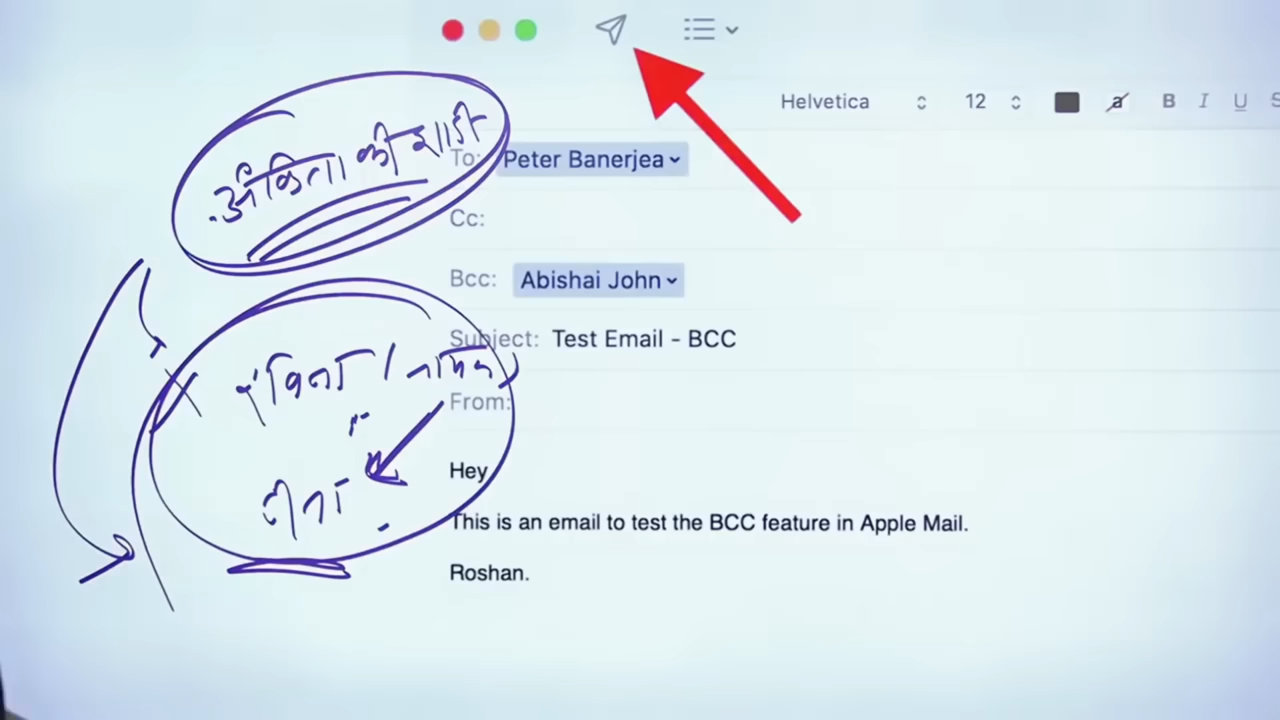 Helvetica 12 a B I U S
To: Peter Banerjea
Cc:
Bcc: Abishai John
Subject: Test Email - BCC
From:
Hey
This is an email to test the BCC feature in Apple Mail.
Roshan.
अंकिता की शादी